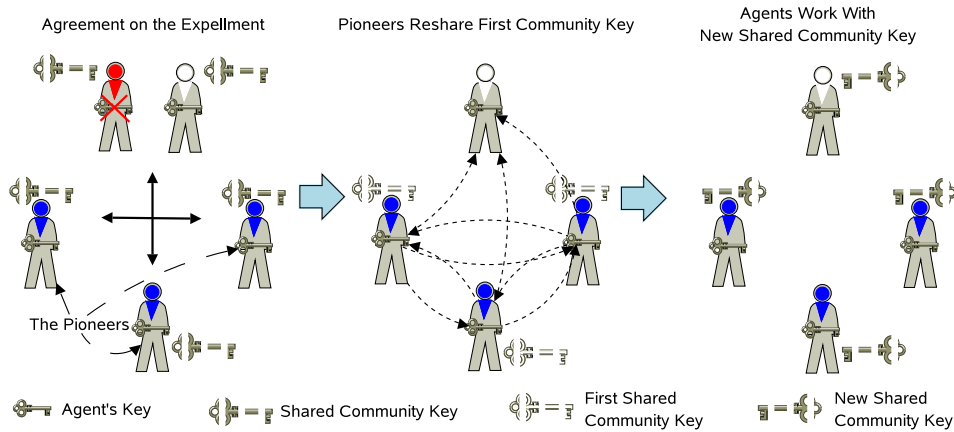 Agreement on the Expellment
Pioneers Reshare First Community Key
Agents Work With
New Shared Community Key
The Pioneers
Agent's Key
Shared Community Key
First Shared
Community Key
New Shared
Community Key